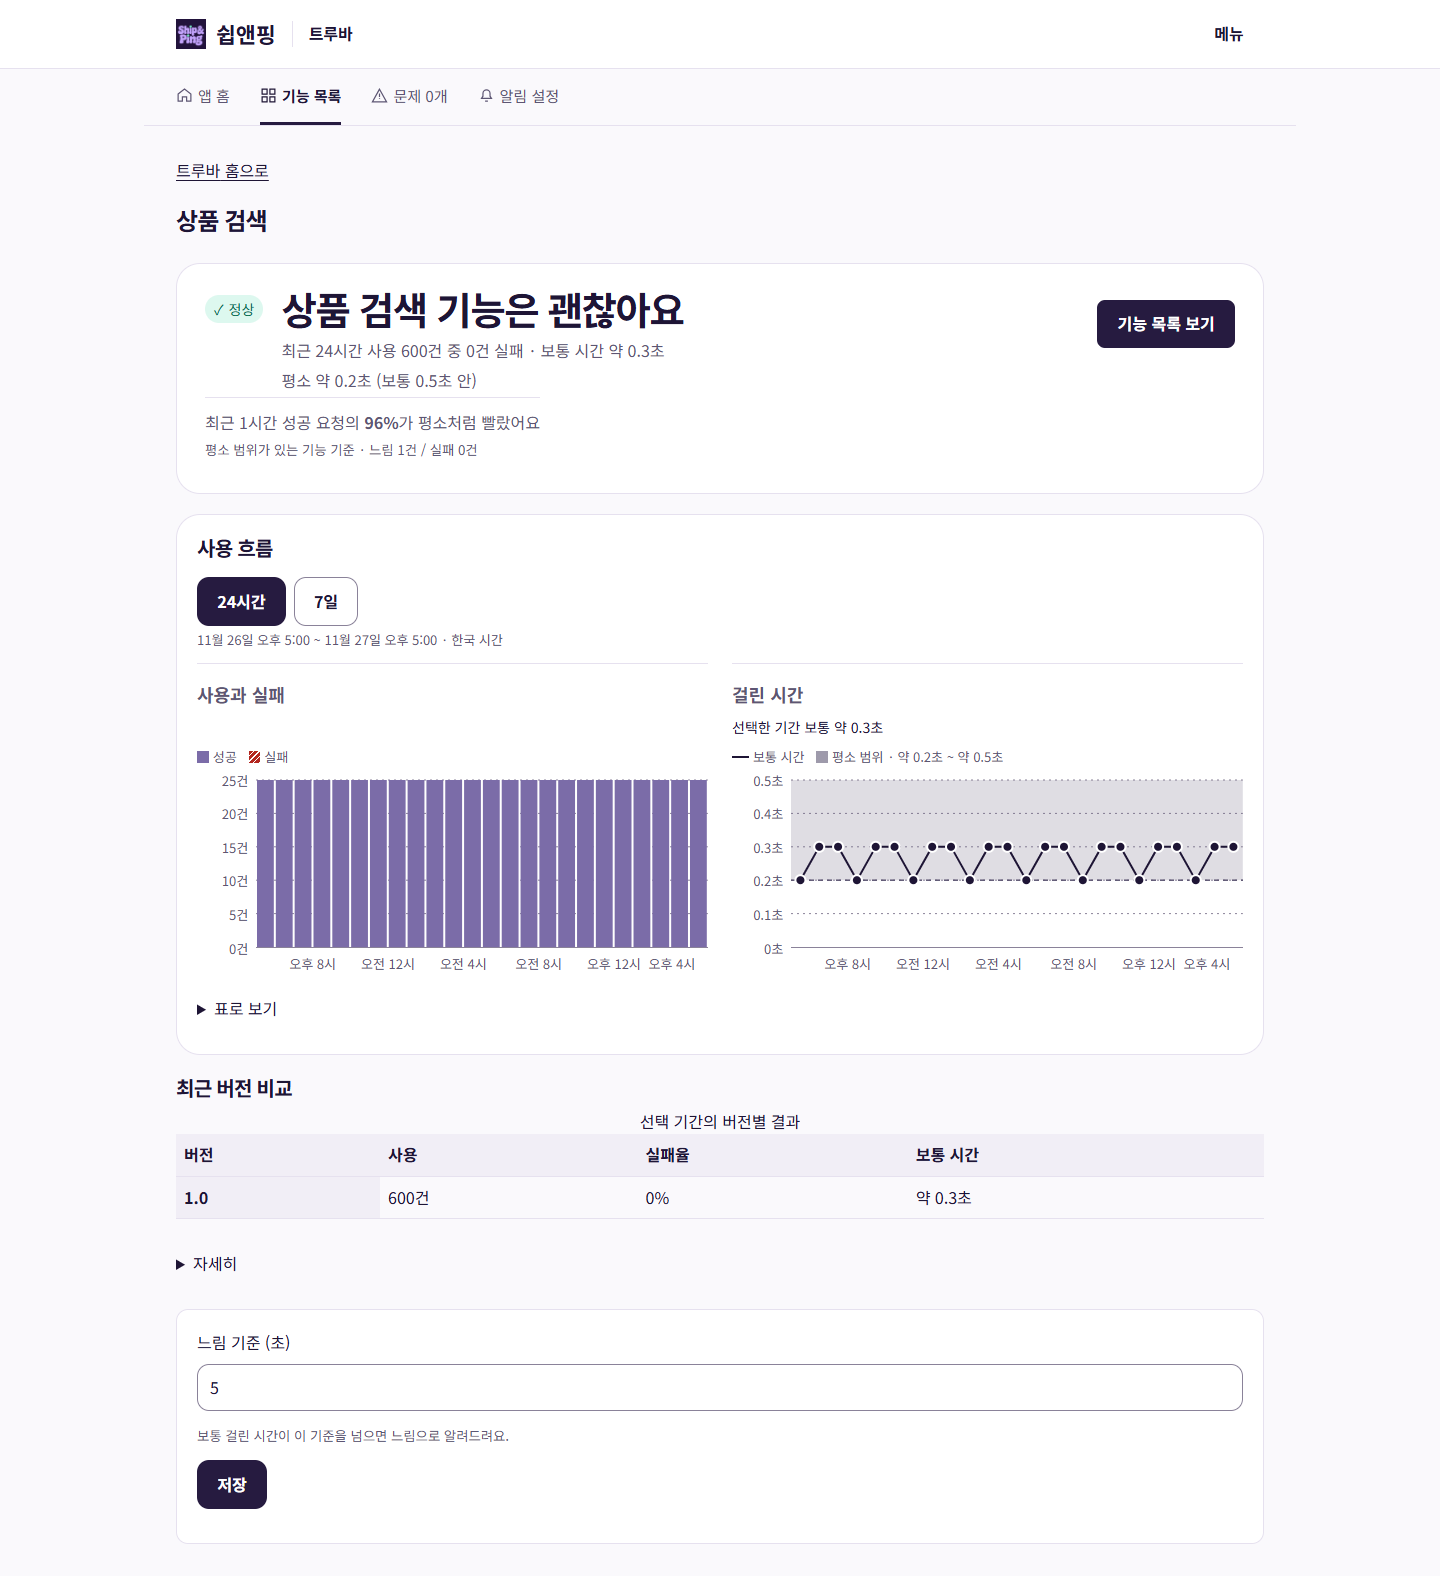 Ship&
Ping
쉽앤핑
트루바
메뉴
앱 홈
기능 목록
문제 0개
알림 설정
트루바 홈으로
상품 검색
✓ 정상
상품 검색 기능은 괜찮아요
기능 목록 보기
최근 24시간 사용 600건 중 0건 실패 · 보통 시간 약 0.3초
평소 약 0.2초 (보통 0.5초 안)
최근 1시간 성공 요청의 96%가 평소처럼 빨랐어요
평소 범위가 있는 기능 기준 · 느림 1건 / 실패 0건
사용 흐름
24시간
7일
11월 26일 오후 5:00 ~ 11월 27일 오후 5:00 · 한국 시간
사용과 실패
성공
실패
25건
20건
15건
10건
5건
0건
오후 8시
오전 12시
오전 4시
오전 8시
오후 12시
오후 4시
걸린 시간
선택한 기간 보통 약 0.3초
보통 시간
평소 범위 · 약 0.2초 ~ 약 0.5초
0.5초
0.4초
0.3초
0.2초
0.1초
0초
오후 8시
오전 12시
오전 4시
오전 8시
오후 12시
오후 4시
▶ 표로 보기
최근 버전 비교
선택 기간의 버전별 결과
버전 사용 실패율 보통 시간
1.0 600건 0% 약 0.3초
▶ 자세히
느림 기준 (초)
5
보통 걸린 시간이 이 기준을 넘으면 느림으로 알려드려요.
저장